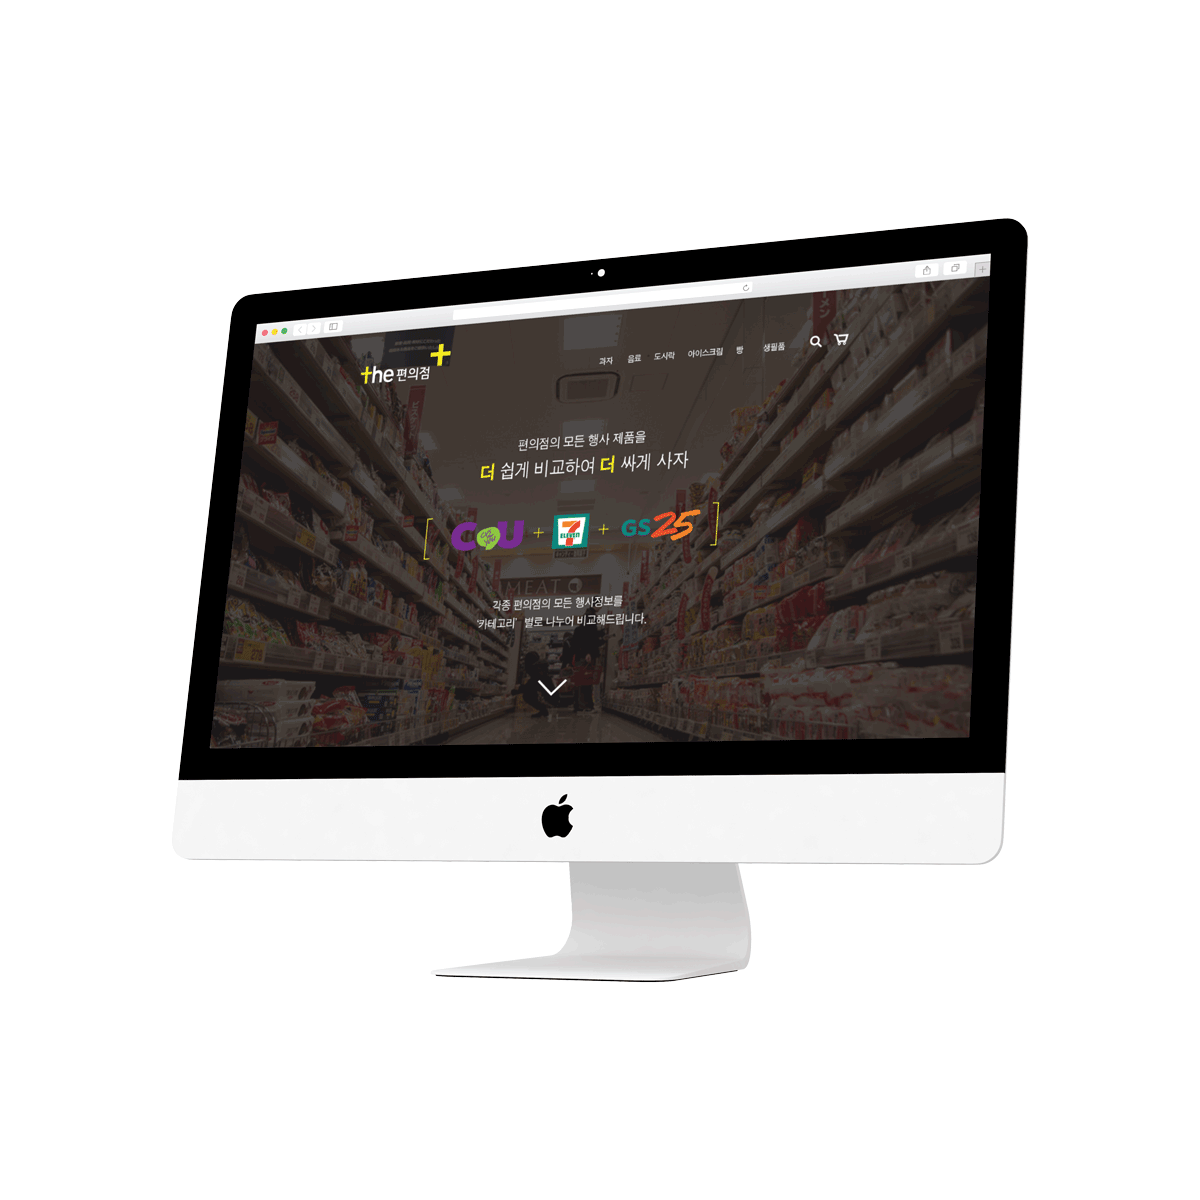 the 편의점
과자 음료 도시락 아이스크림 빵 생필품
편의점의 모든 행사 제품을
더 쉽게 비교하여 더 싸게 사자
[ CU + 7 ELEVEN + GS25 ]
MEAT
각종 편의점의 모든 행사정보를
'카테고리' 별로 나누어 비교해드립니다.